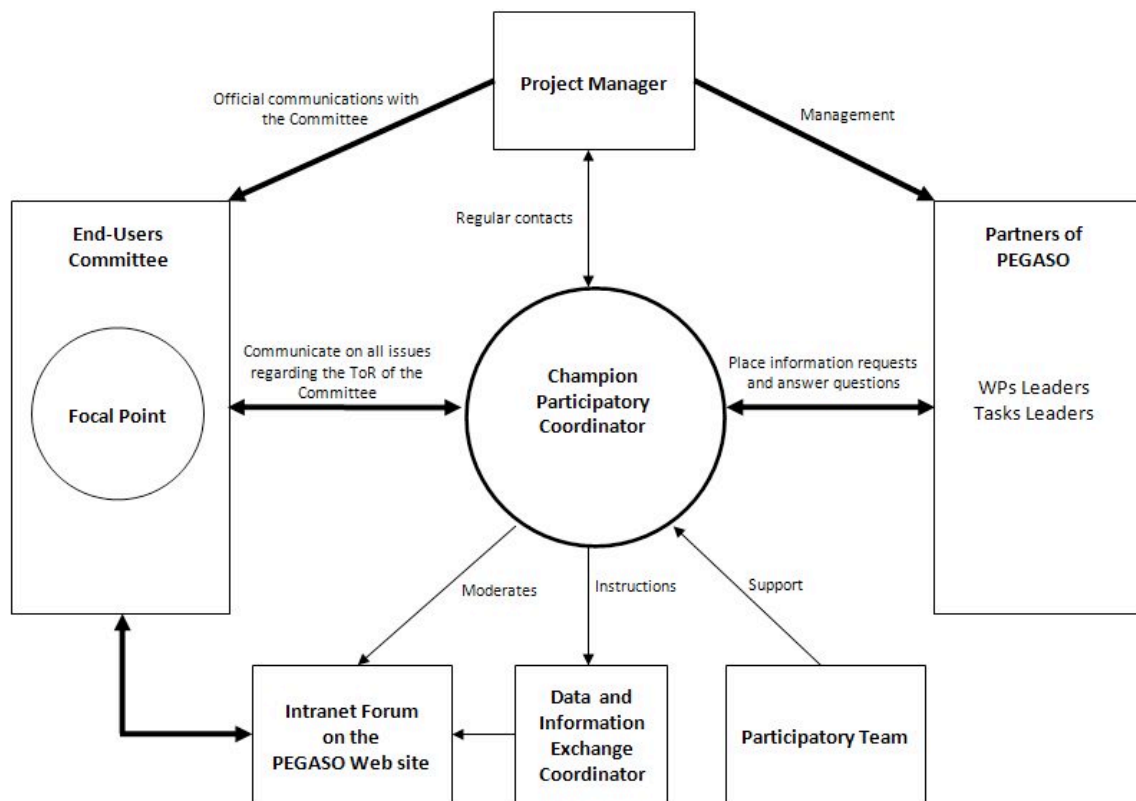 Project Manager
Official communications with
the Committee
Management
Regular contacts
End-Users
Committee
Partners of
PEGASO
Communicate on all issues
regarding the ToR of the
Committee
Focal Point
Champion
Participatory
Coordinator
Place information requests
and answer questions
WPs Leaders
Tasks Leaders
Moderates
Instructions
Support
Intranet Forum
on the
PEGASO Web site
Data and
Information
Exchange
Coordinator
Participatory Team